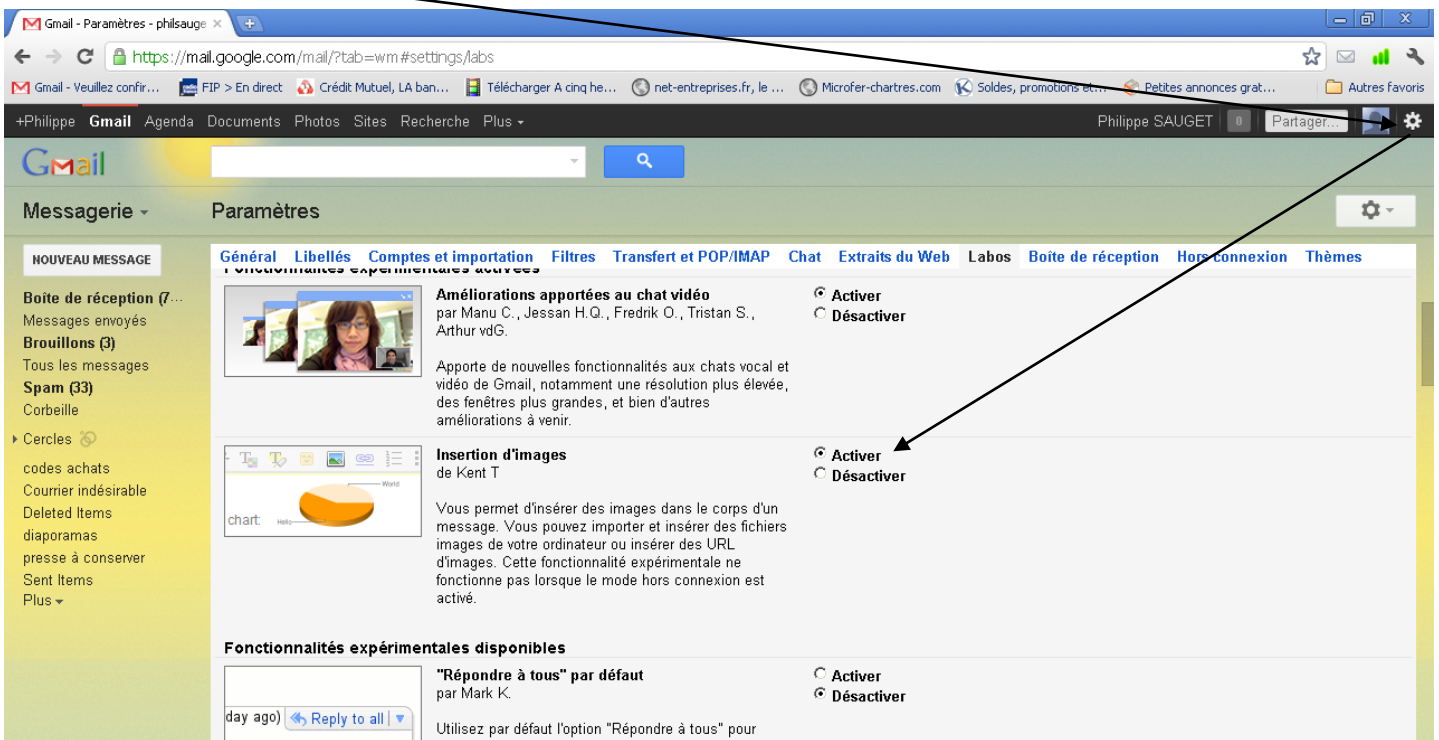 Gmail - Paramètres - philsauge
https://mail.google.com/mail/?tab=wm#settings/labs
Gmail - Veuillez confir... FIP > En direct Crédit Mutuel, LA ban... Télécharger A cinq he... net-entreprises.fr, le ... Microfer-chartres.com Soldes, promotions et... Petites annonces grat... Autres favoris
+Philippe Gmail Agenda Documents Photos Sites Recherche Plus Philippe SAUGET 0 Partager...
Gmail
Messagerie Paramètres
NOUVEAU MESSAGE
Boîte de réception (7...
Messages envoyés
Brouillons (3)
Tous les messages
Spam (33)
Corbeille
Cercles
codes achats
Courrier indésirable
Deleted Items
diaporamas
presse à conserver
Sent Items
Plus
Général Libellés Comptes et importation Filtres Transfert et POP/IMAP Chat Extraits du Web Labos Boîte de réception Hors connexion Thèmes
Fonctionnalités expérimentales activées
Améliorations apportées au chat vidéo
par Manu C., Jessan H.Q., Fredrik O., Tristan S.,
Arthur vdG.
Apporte de nouvelles fonctionnalités aux chats vocal et
vidéo de Gmail, notamment une résolution plus élevée,
des fenêtres plus grandes, et bien d'autres
améliorations à venir.
Activer
Désactiver
chart:
Hello
World
Insertion d'images
de Kent T
Vous permet d'insérer des images dans le corps d'un
message. Vous pouvez importer et insérer des fichiers
images de votre ordinateur ou insérer des URL
d'images. Cette fonctionnalité expérimentale ne
fonctionne pas lorsque le mode hors connexion est
activé.
Activer
Désactiver
Fonctionnalités expérimentales disponibles
day ago) Reply to all
"Répondre à tous" par défaut
par Mark K.
Utilisez par défaut l'option "Répondre à tous" pour
Activer
Désactiver